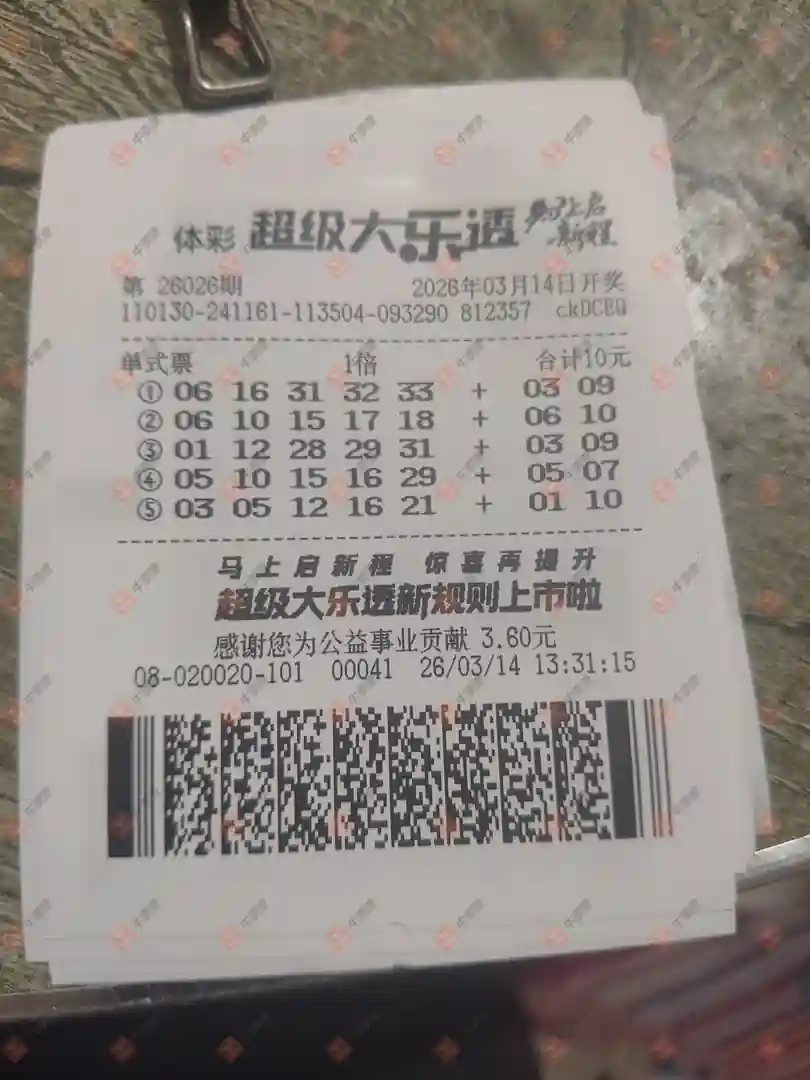 体彩 超级大乐透 马上启新程
第 26026期 2026年03月14日开奖
110130-241161-113504-093290 812357 ckDCEQ
单式票 1倍 合计10元
① 06 16 31 32 33 + 03 09
② 06 10 15 17 18 + 06 10
③ 01 12 28 29 31 + 03 09
④ 05 10 15 16 29 + 05 07
⑤ 03 05 12 16 21 + 01 10
马上启新程 惊喜再提升
超级大乐透新规则上市啦
感谢您为公益事业贡献 3.60元
08-020020-101 00041 26/03/14 13:31:15